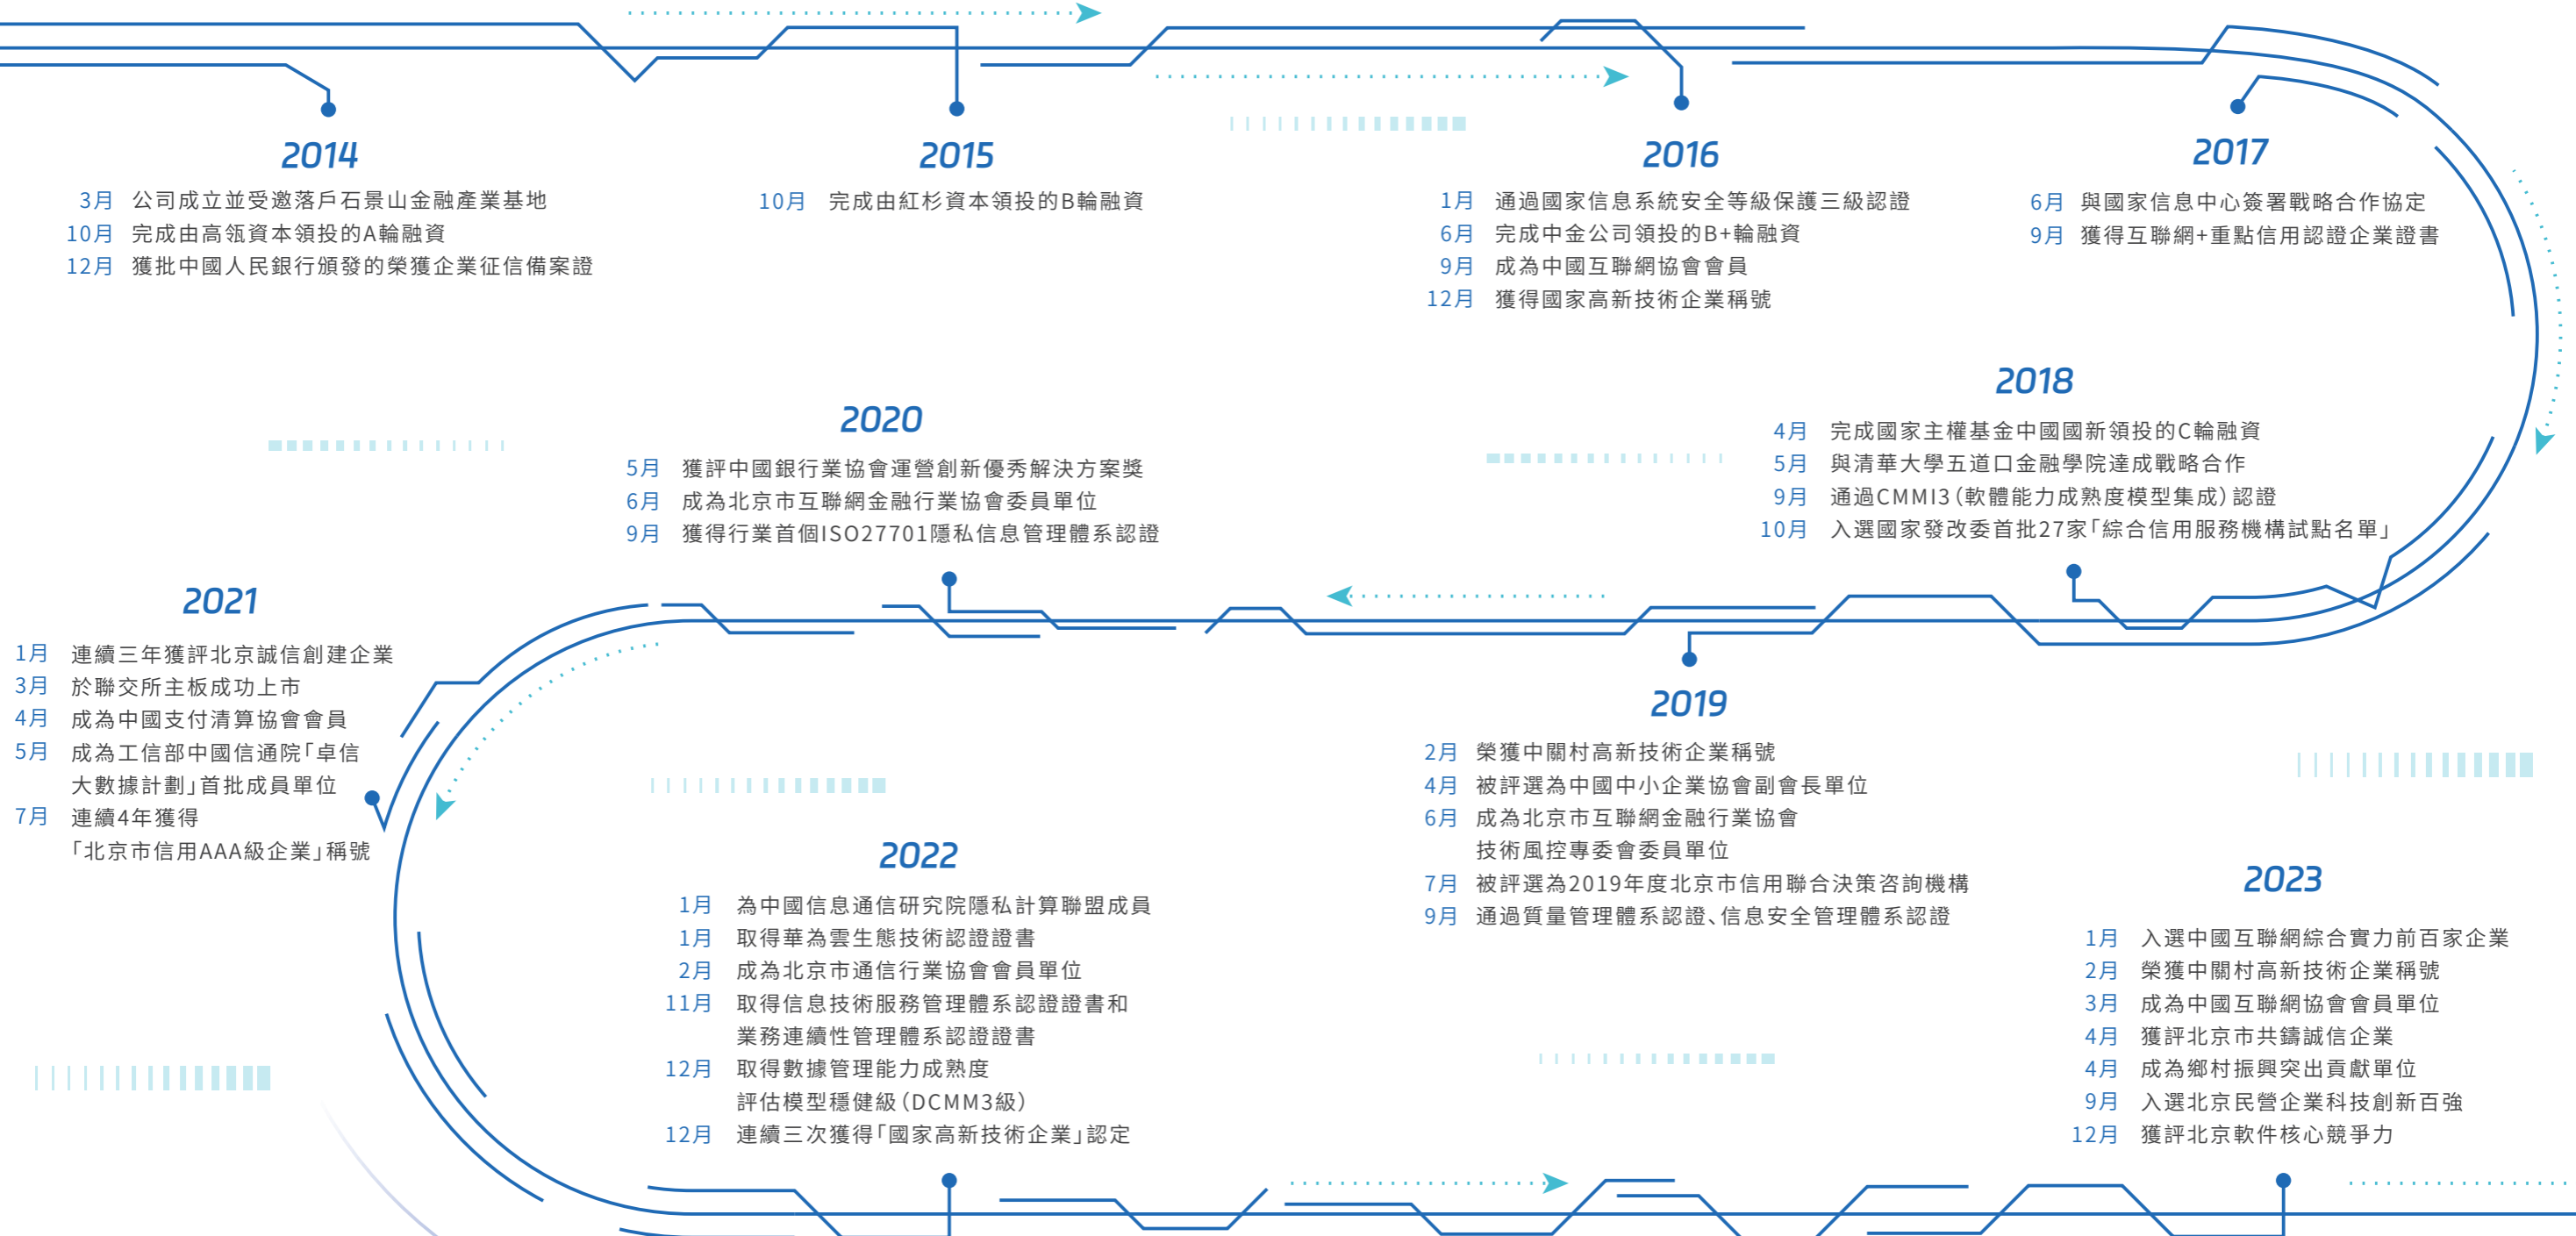 2014
3月 公司成立並受邀落戶石景山金融產業基地
10月 完成由高瓴資本領投的A輪融資
12月 獲批中國人民銀行頒發的榮獲企業征信備案證
2015
10月 完成由紅杉資本領投的B輪融資
2016
1月 通過國家信息系統安全等級保護三級認證
6月 完成中金公司領投的B+輪融資
9月 成為中國互聯網協會會員
12月 獲得國家高新技術企業稱號
2017
6月 與國家信息中心簽署戰略合作協定
9月 獲得互聯網+重點信用認證企業證書
2018
4月 完成國家主權基金中國國新領投的C輪融資
5月 與清華大學五道口金融學院達成戰略合作
9月 通過CMMI3（軟體能力成熟度模型集成）認證
10月 入選國家發改委首批27家「綜合信用服務機構試點名單」
2019
2月 榮獲中關村高新技術企業稱號
4月 被評選為中國中小企業協會副會長單位
6月 成為北京市互聯網金融行業協會
技術風控專委會委員單位
7月 被評選為2019年度北京市信用聯合決策咨詢機構
9月 通過質量管理體系認證、信息安全管理體系認證
2020
5月 獲評中國銀行業協會運營創新優秀解決方案獎
6月 成為北京市互聯網金融行業協會委員單位
9月 獲得行業首個ISO27701隱私信息管理體系認證
2021
1月 連續三年獲評北京誠信創建企業
3月 於聯交所主板成功上市
4月 成為中國支付清算協會會員
5月 成為工信部中國信通院「卓信
大數據計劃」首批成員單位
7月 連續4年獲得
「北京市信用AAA級企業」稱號
2022
1月 為中國信息通信研究院隱私計算聯盟成員
1月 取得華為雲生態技術認證證書
2月 成為北京市通信行業協會會員單位
11月 取得信息技術服務管理體系認證證書和
業務連續性管理體系認證證書
12月 取得數據管理能力成熟度
評估模型穩健級（DCMM3級）
12月 連續三次獲得「國家高新技術企業」認定
2023
1月 入選中國互聯網綜合實力前百家企業
2月 榮獲中關村高新技術企業稱號
3月 成為中國互聯網協會會員單位
4月 獲評北京市共鑄誠信企業
4月 成為鄉村振興突出貢獻單位
9月 入選北京民營企業科技創新百強
12月 獲評北京軟件核心競爭力